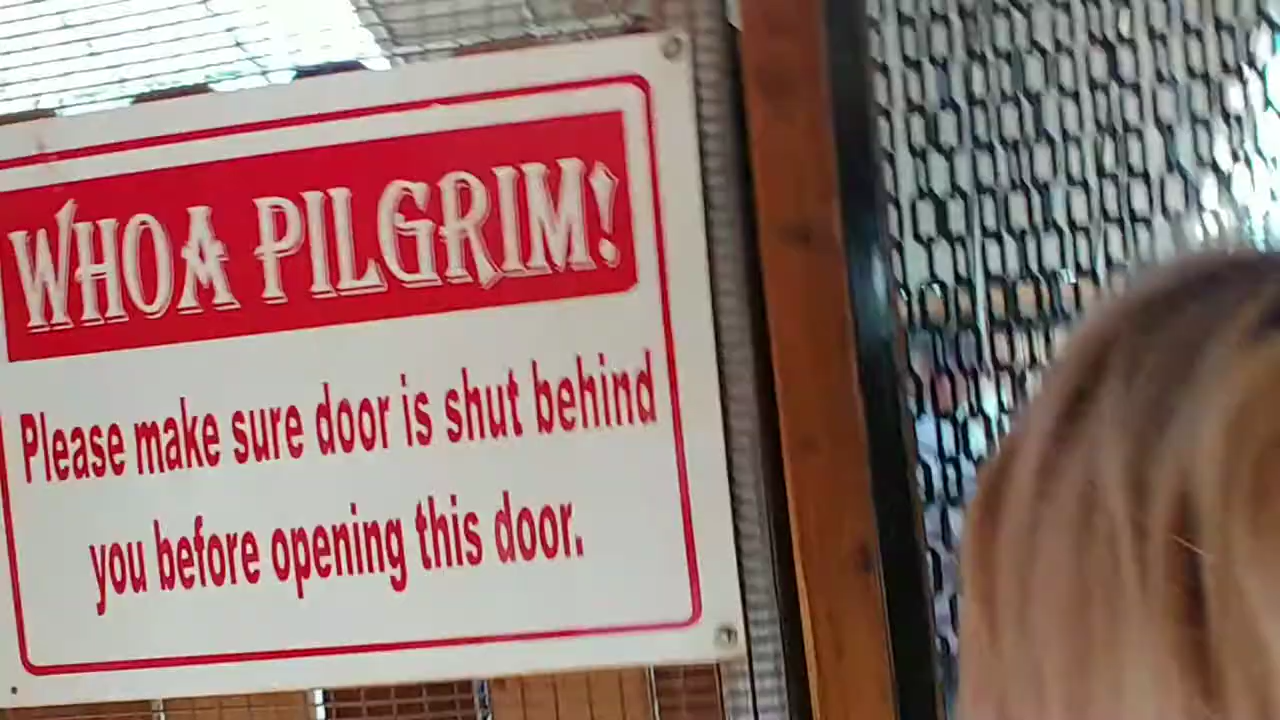 WHOA PILGRIM!
Please make sure door is shut behind
you before opening this door.